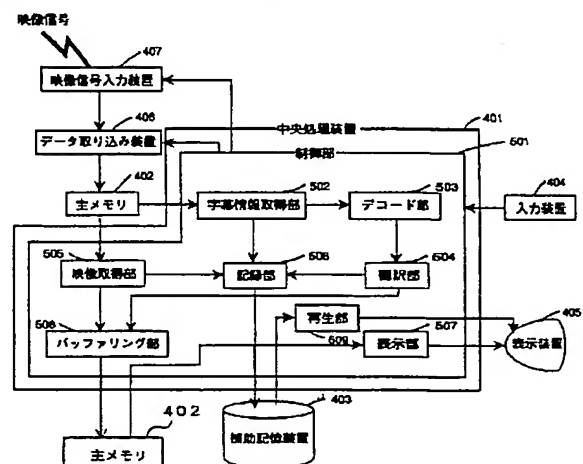 映像信号
407
映像信号入力装置
406
データ取り込み装置
中央処理装置
401
制御部
501
402
主メモリ
502
字幕情報取得部
503
デコード部
404
入力装置
505
映像取得部
508
記録部
504
翻訳部
506
バッファリング部
再生部
509
507
表示部
405
表示装置
402
主メモリ
403
補助記憶装置